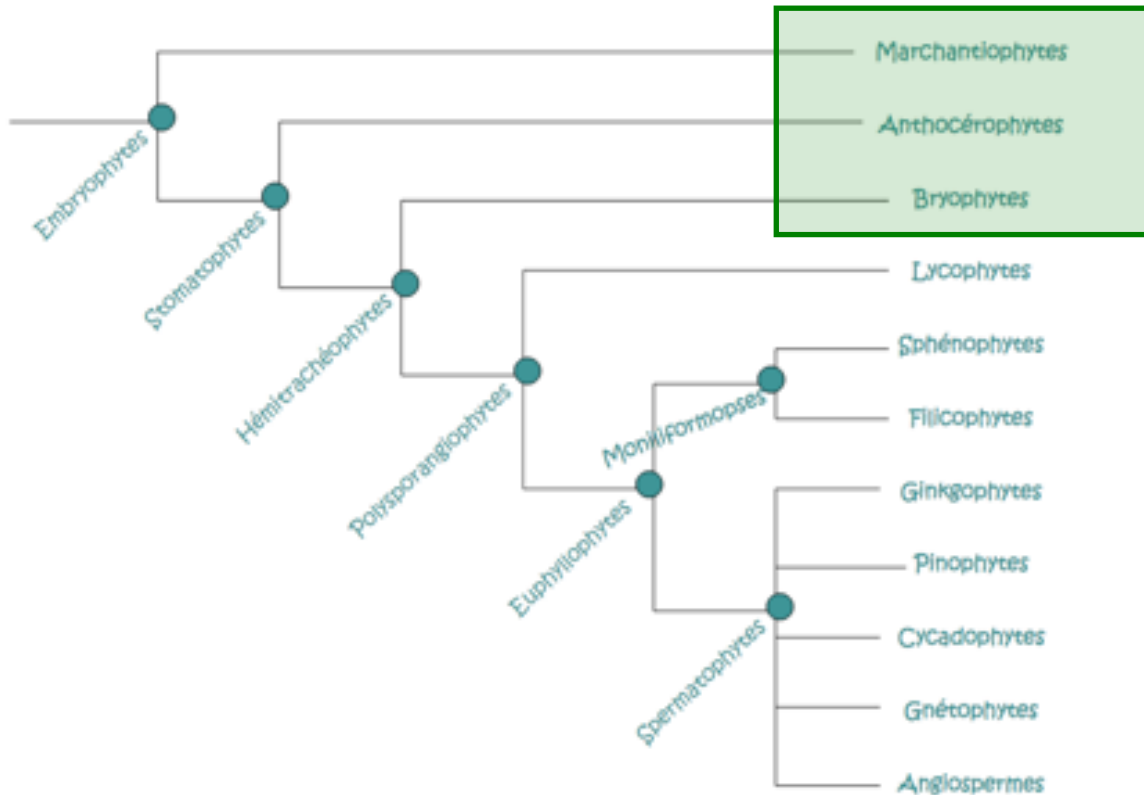 Marchantiophytes
Anthocérophytes
Embryophytes
Bryophytes
Stomatophytes
Lycophytes
Hémitrachéophytes
Sphénophytes
Moniliformopses
Filicophytes
Polysporangiophytes
Ginkgophytes
Euphyllophytes
Pinophytes
Cycadophytes
Spermatophytes
Gnétophytes
Angiospermes